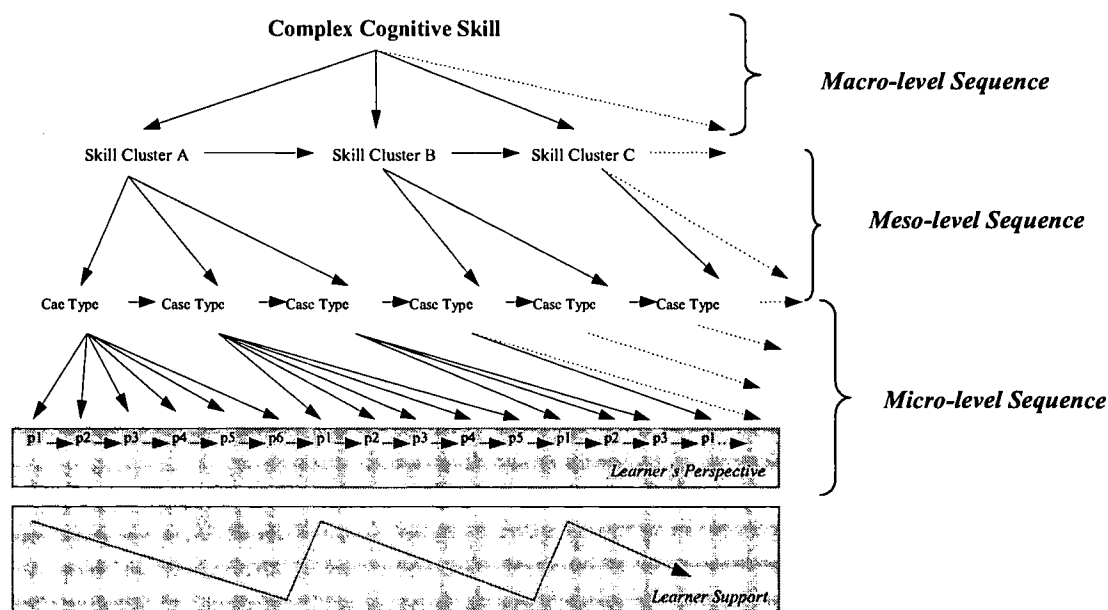 Complex Cognitive Skill
Macro-level Sequence
Skill Cluster A Skill Cluster B Skill Cluster C
Meso-level Sequence
Cae Type Case Type Case Type Case Type Case Type Case Type
Micro-level Sequence
p1 p2 p3 p4 p5 p6 p1 p2 p3 p4 p5 p1 p2 p3 p1
Learner's Perspective
Learner Support